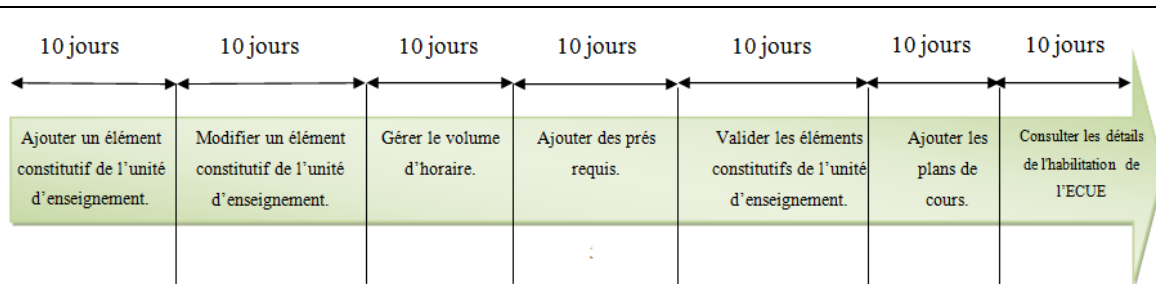 10 jours 10 jours 10 jours 10 jours 10 jours 10 jours 10 jours
Ajouter un élément
constitutif de l'unité
d'enseignement.
Modifier un élément
constitutif de l'unité
d'enseignement.
Gérer le volume
d'horaire.
Ajouter des prés
requis.
Valider les éléments
constitutifs de l'unité
d'enseignement.
Ajouter les
plans de
cours.
Consulter les détails
de l'habilitation de
l'ECUE
: